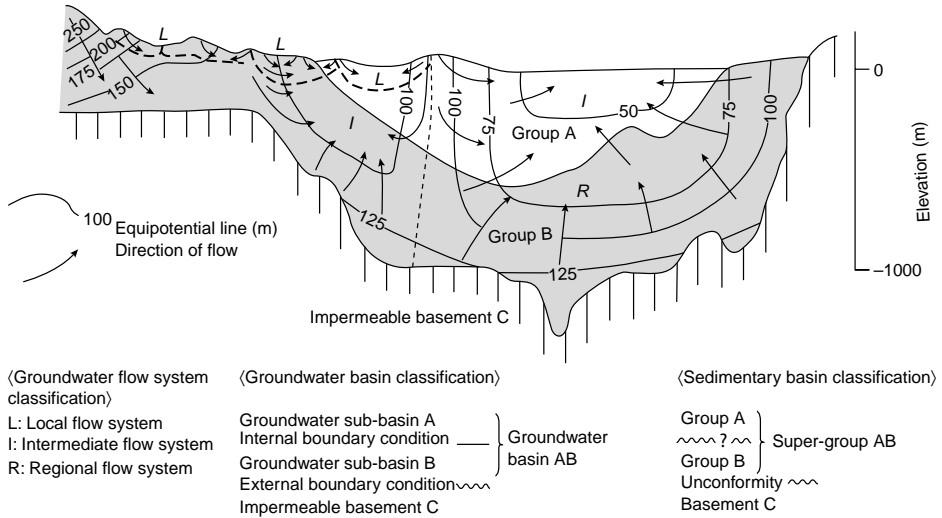 250
200
175
150
L
L
L
I
100
100
75
I
50
75
100
Group A
R
125
Group B
125
0
–1000
Elevation (m)
100
Equipotential line (m)
Direction of flow
Impermeable basement C
〈Groundwater flow system
classification〉
L: Local flow system
I: Intermediate flow system
R: Regional flow system
〈Groundwater basin classification〉
Groundwater sub-basin A
Internal boundary condition
Groundwater sub-basin B
External boundary condition
Impermeable basement C
Groundwater
basin AB
〈Sedimentary basin classification〉
Group A
?
Group B
Unconformity
Basement C
Super-group AB